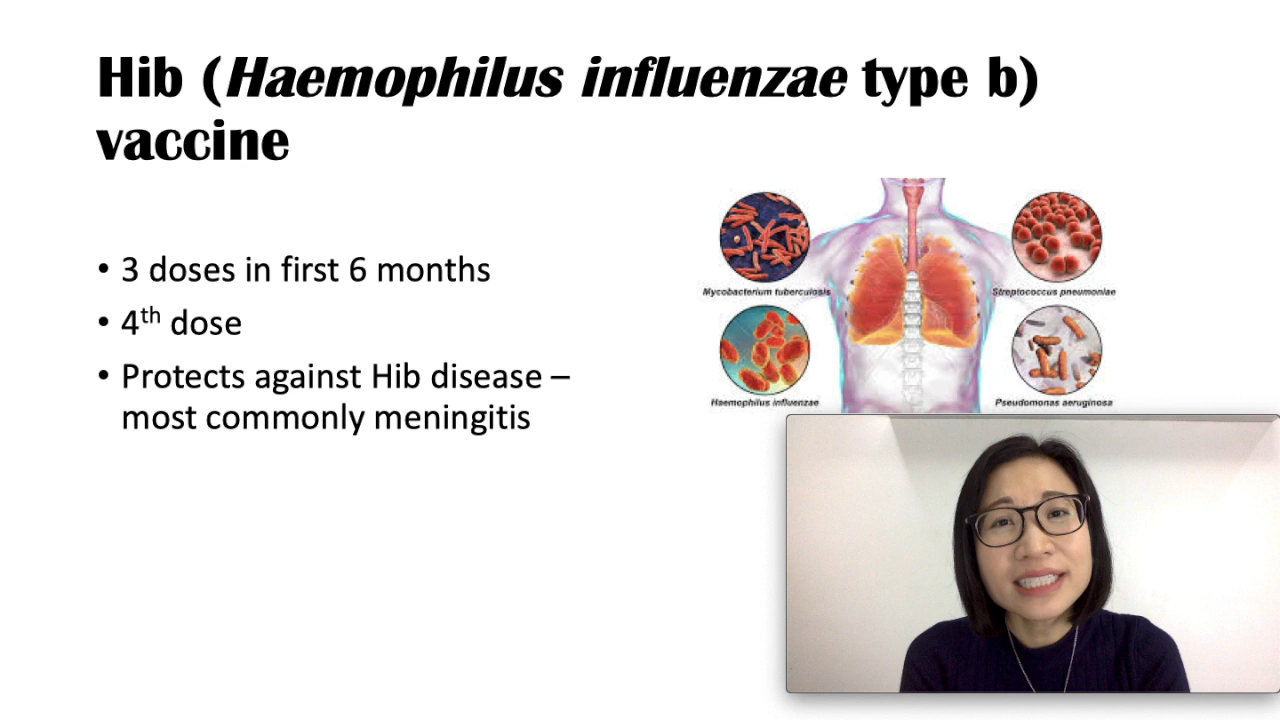 Hib (Haemophilus influenzae type b)
vaccine
• 3 doses in first 6 months
• 4th dose
• Protects against Hib disease –
most commonly meningitis
Mycobacterium tuberculosis
Streptococcus pneumoniae
Haemophilus influenzae
Pseudomonas aeruginosa